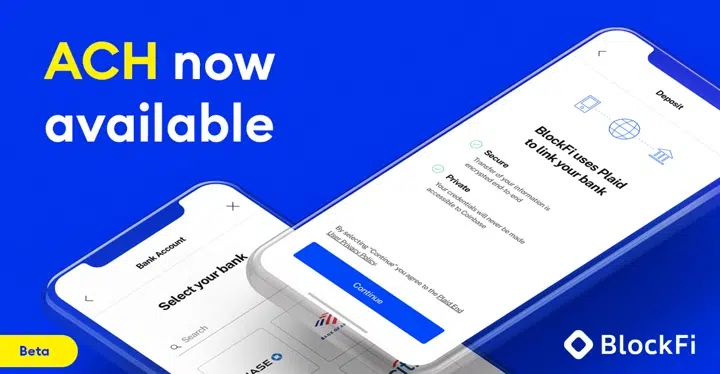 ACH now
available
Deposit
BlockFi uses Plaid
to link your bank
Secure
Transfer of your information is
encrypted end-to-end
Private
Your credentials will never be made
accessible to Coinbase
By selecting "Continue" you agree to the Plaid End
User Privacy Policy
Continue
Bank Account
Select your bank
Search
BANK OF
Beta
BlockFi